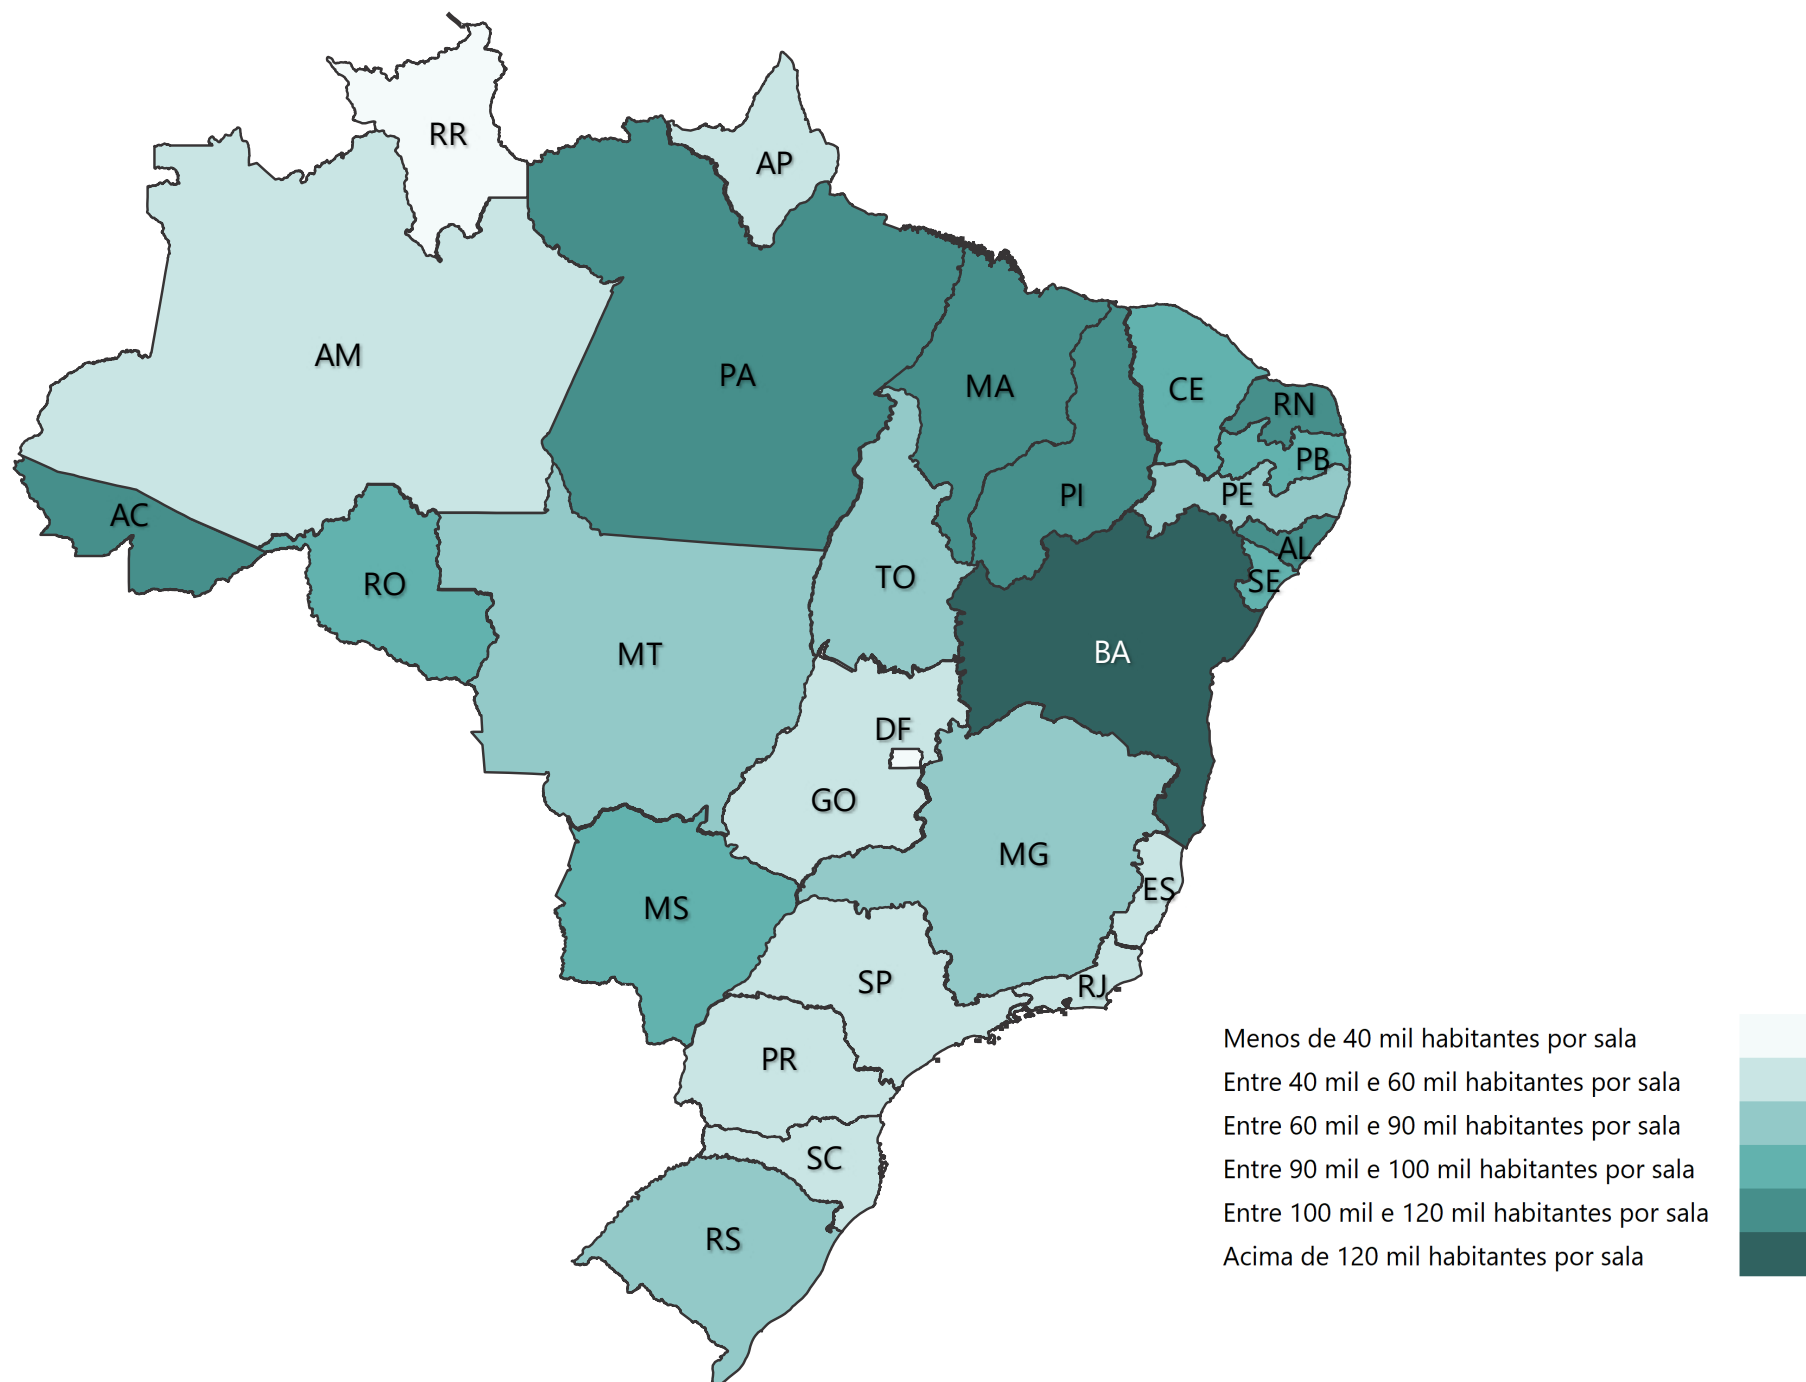 RR
AP
AM
PA
MA
CE
RN
PB
PI
PE
AC
AL
RO
TO
SE
MT
BA
DF
GO
MG
ES
MS
SP
RJ
PR
SC
RS
Menos de 40 mil habitantes por sala
Entre 40 mil e 60 mil habitantes por sala
Entre 60 mil e 90 mil habitantes por sala
Entre 90 mil e 100 mil habitantes por sala
Entre 100 mil e 120 mil habitantes por sala
Acima de 120 mil habitantes por sala